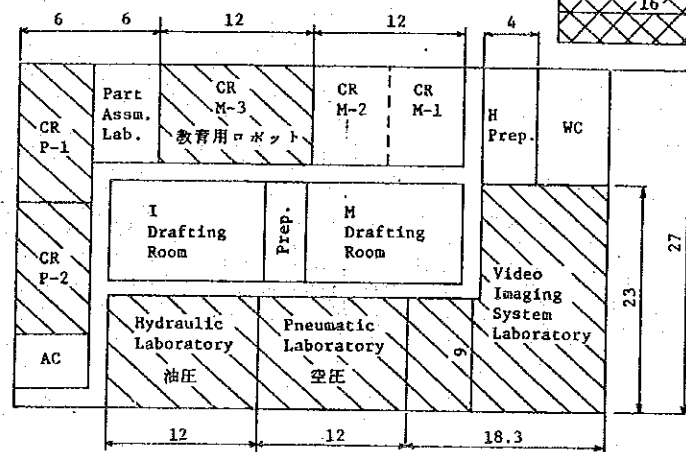 6
6
12
12
4
16
CR
P-1
Part
Assm.
Lab.
CR
M-3
教育用ロボット
CR
M-2
CR
M-1
H
Prep.
WC
CR
P-2
I
Drafting
Room
Prep.
M
Drafting
Room
Video
Imaging
System
Laboratory
23
27
AC
Hydraulic
Laboratory
油圧
Pneumatic
Laboratory
空圧
9
12
12
18.3